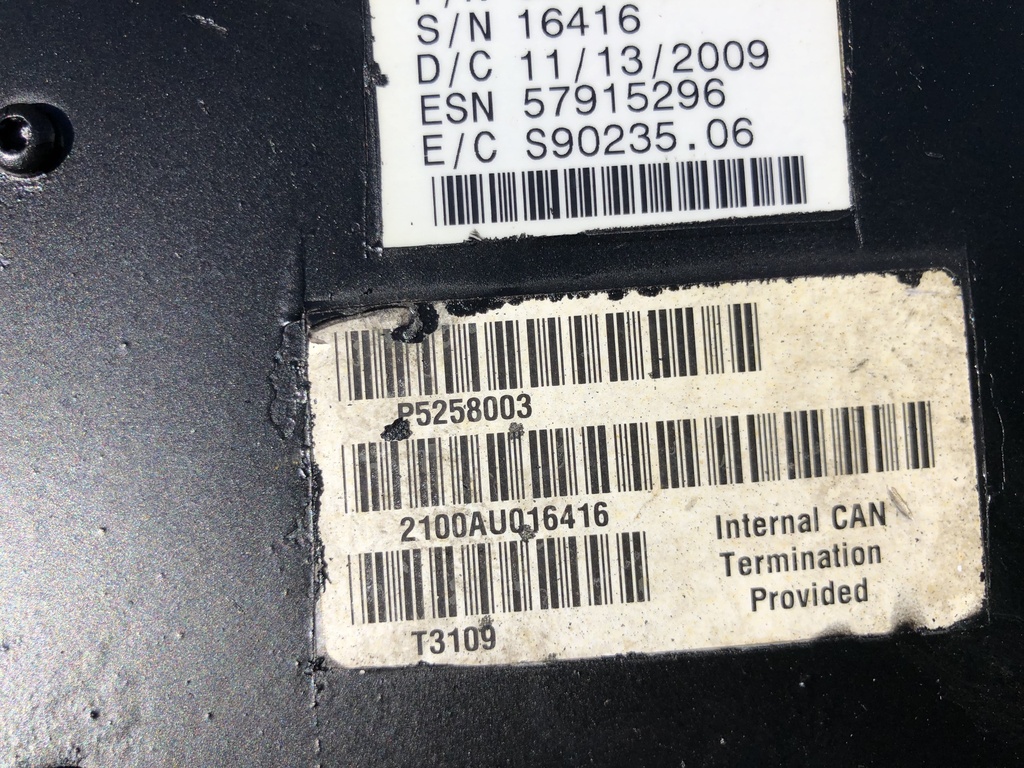 S/N 16416
D/C 11/13/2009
ESN 57915296
E/C S90235.06
P5258003
2100AU016416
Internal CAN
Termination
Provided
T3109